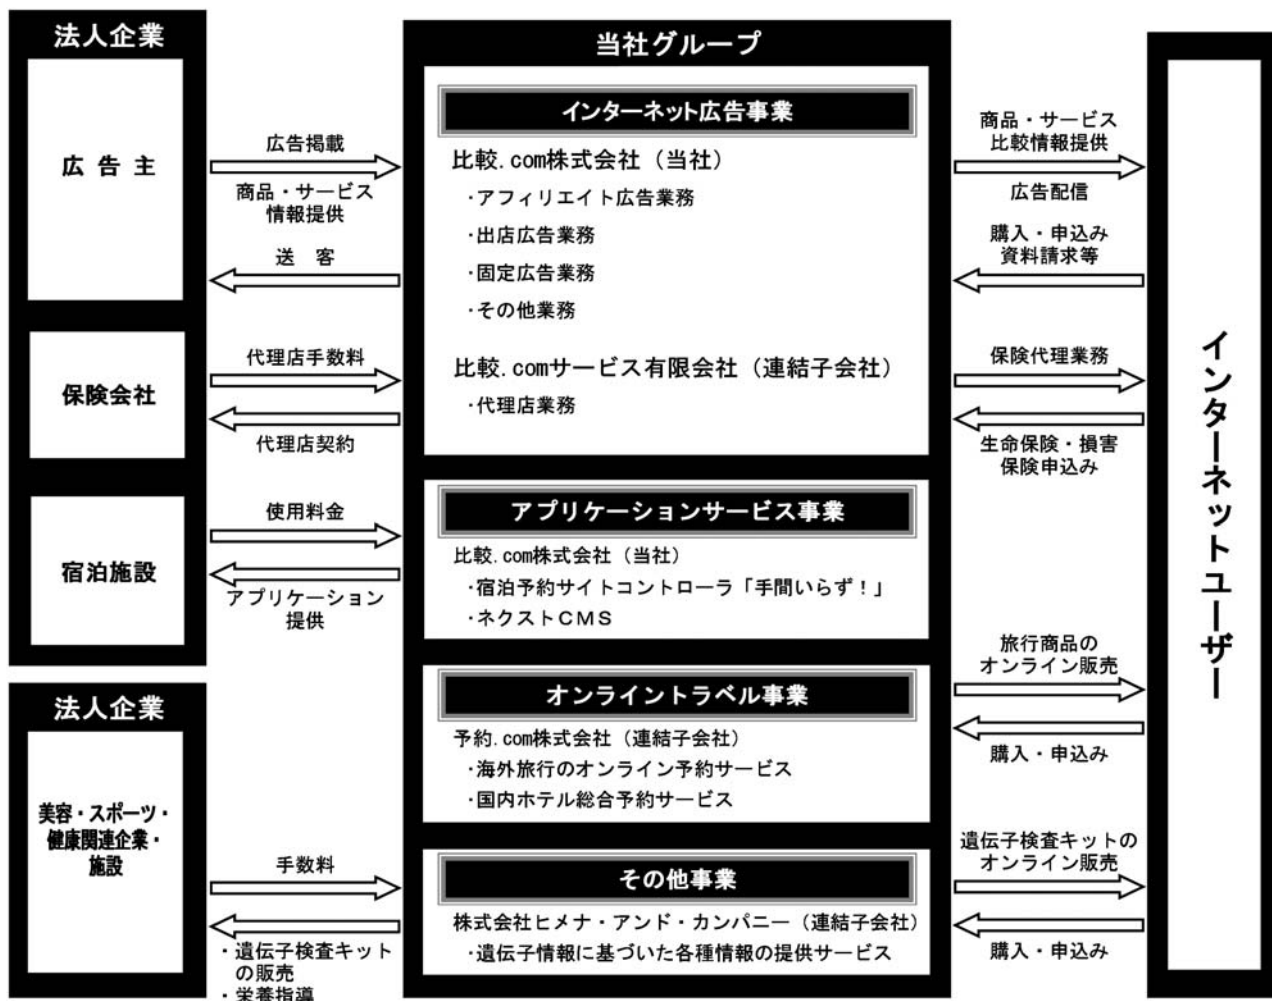 法人企業
広 告 主
保険会社
宿泊施設
法人企業
美容・スポーツ・
健康関連企業・
施設
広告掲載
商品・サービス
情報提供
送 客
代理店手数料
代理店契約
使用料金
アプリケーション
提供
手数料
・遺伝子検査キット
の販売
・栄養指導
当社グループ
インターネット広告事業
比較.com株式会社（当社）
・アフィリエイト広告業務
・出店広告業務
・固定広告業務
・その他業務
比較.comサービス有限会社（連結子会社）
・代理店業務
アプリケーションサービス事業
比較.com株式会社（当社）
・宿泊予約サイトコントローラ「手間いらず！」
・ネクストCMS
オンライントラベル事業
予約.com株式会社（連結子会社）
・海外旅行のオンライン予約サービス
・国内ホテル総合予約サービス
その他事業
株式会社ヒメナ・アンド・カンパニー（連結子会社）
・遺伝子情報に基づいた各種情報の提供サービス
商品・サービス
比較情報提供
広告配信
購入・申込み
資料請求等
保険代理業務
生命保険・損害
保険申込み
旅行商品の
オンライン販売
購入・申込み
遺伝子検査キットの
オンライン販売
購入・申込み
インターネットユーザー